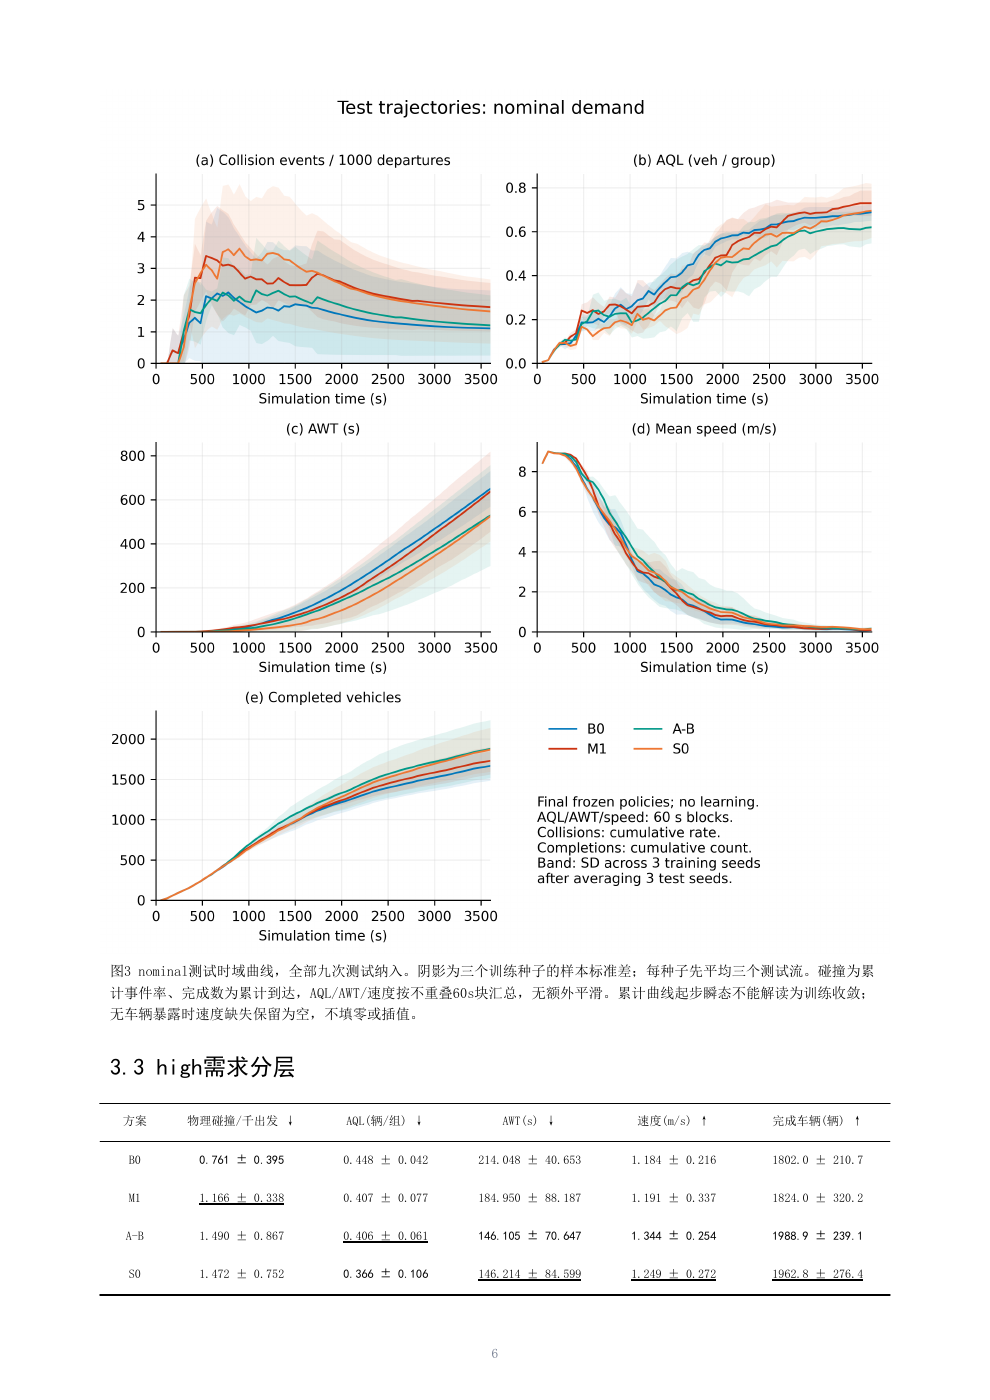 Test trajectories: nominal demand
(a) Collision events / 1000 departures
5
4
3
2
1
0
0 500 1000 1500 2000 2500 3000 3500
Simulation time (s)
(b) AQL (veh / group)
0.8
0.6
0.4
0.2
0.0
0 500 1000 1500 2000 2500 3000 3500
Simulation time (s)
(c) AWT (s)
800
600
400
200
0
0 500 1000 1500 2000 2500 3000 3500
Simulation time (s)
(d) Mean speed (m/s)
8
6
4
2
0
0 500 1000 1500 2000 2500 3000 3500
Simulation time (s)
(e) Completed vehicles
2000
1500
1000
500
0
0 500 1000 1500 2000 2500 3000 3500
Simulation time (s)
B0 A-B
M1 S0
Final frozen policies; no learning.
AQL/AWT/speed: 60 s blocks.
Collisions: cumulative rate.
Completions: cumulative count.
Band: SD across 3 training seeds
after averaging 3 test seeds.
图3 nominal测试时域曲线，全部九次测试纳入。阴影为三个训练种子的样本标准差；每种子先平均三个测试流。碰撞为累
计事件率、完成数为累计到达，AQL/AWT/速度按不重叠60s块汇总，无额外平滑。累计曲线起步瞬态不能解读为训练收敛；
无车辆暴露时速度缺失保留为空，不填零或插值。
3.3 high需求分层
方案 物理碰撞/千出发 ↓ AQL(辆/组) ↓ AWT(s) ↓ 速度(m/s) ↑ 完成车辆(辆) ↑
B0 0.761 ± 0.395 0.448 ± 0.042 214.048 ± 40.653 1.184 ± 0.216 1802.0 ± 210.7
M1 1.166 ± 0.338 0.407 ± 0.077 184.950 ± 88.187 1.191 ± 0.337 1824.0 ± 320.2
A-B 1.490 ± 0.867 0.406 ± 0.061 146.105 ± 70.647 1.344 ± 0.254 1988.9 ± 239.1
S0 1.472 ± 0.752 0.366 ± 0.106 146.214 ± 84.599 1.249 ± 0.272 1962.8 ± 276.4
6